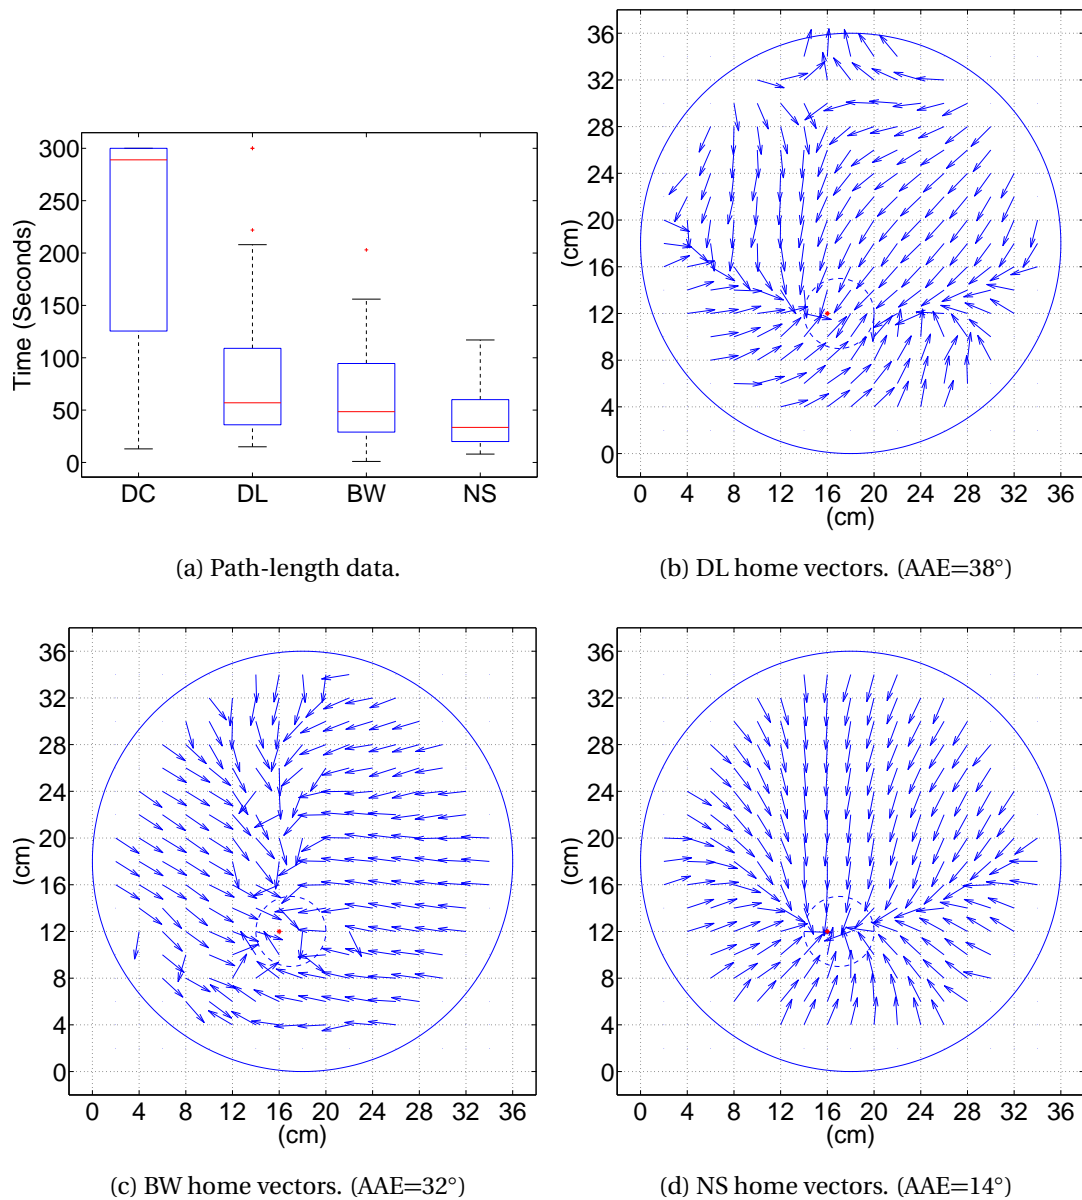 300
250
200
150
100
50
0
Time (Seconds)
DC DL BW NS
(a) Path-length data.
36
32
28
24
20
16
12
8
4
0
(cm)
0 4 8 12 16 20 24 28 32 36
(cm)
(b) DL home vectors. (AAE=38°)
36
32
28
24
20
16
12
8
4
0
(cm)
0 4 8 12 16 20 24 28 32 36
(cm)
(c) BW home vectors. (AAE=32°)
36
32
28
24
20
16
12
8
4
0
(cm)
0 4 8 12 16 20 24 28 32 36
(cm)
(d) NS home vectors. (AAE=14°)